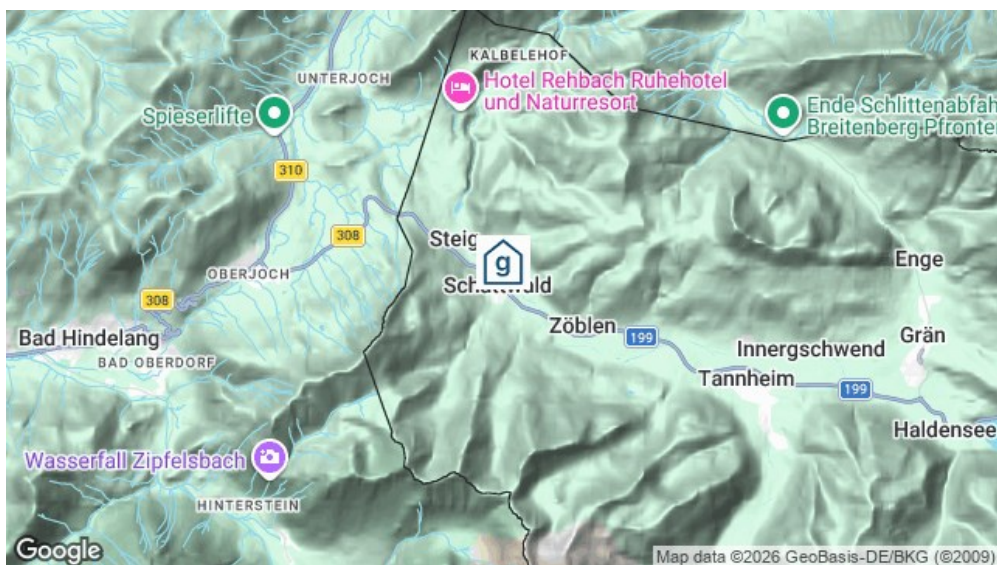 KALBELEHOF
UNTERJOCH
Hotel Rehbach Ruhehotel
und Naturresort
Spieserlifte
Ende Schlittenabfah
Breitenberg Pfronte
310
308
Steig
g
OBERJOCH
Enge
Schattwald
308
Zöblen
199
Grän
Bad Hindelang
Innergschwend
BAD OBERDORF
Tannheim
199
Haldensee
Wasserfall Zipfelsbach
HINTERSTEIN
Google
Map data ©2026 GeoBasis-DE/BKG (©2009)